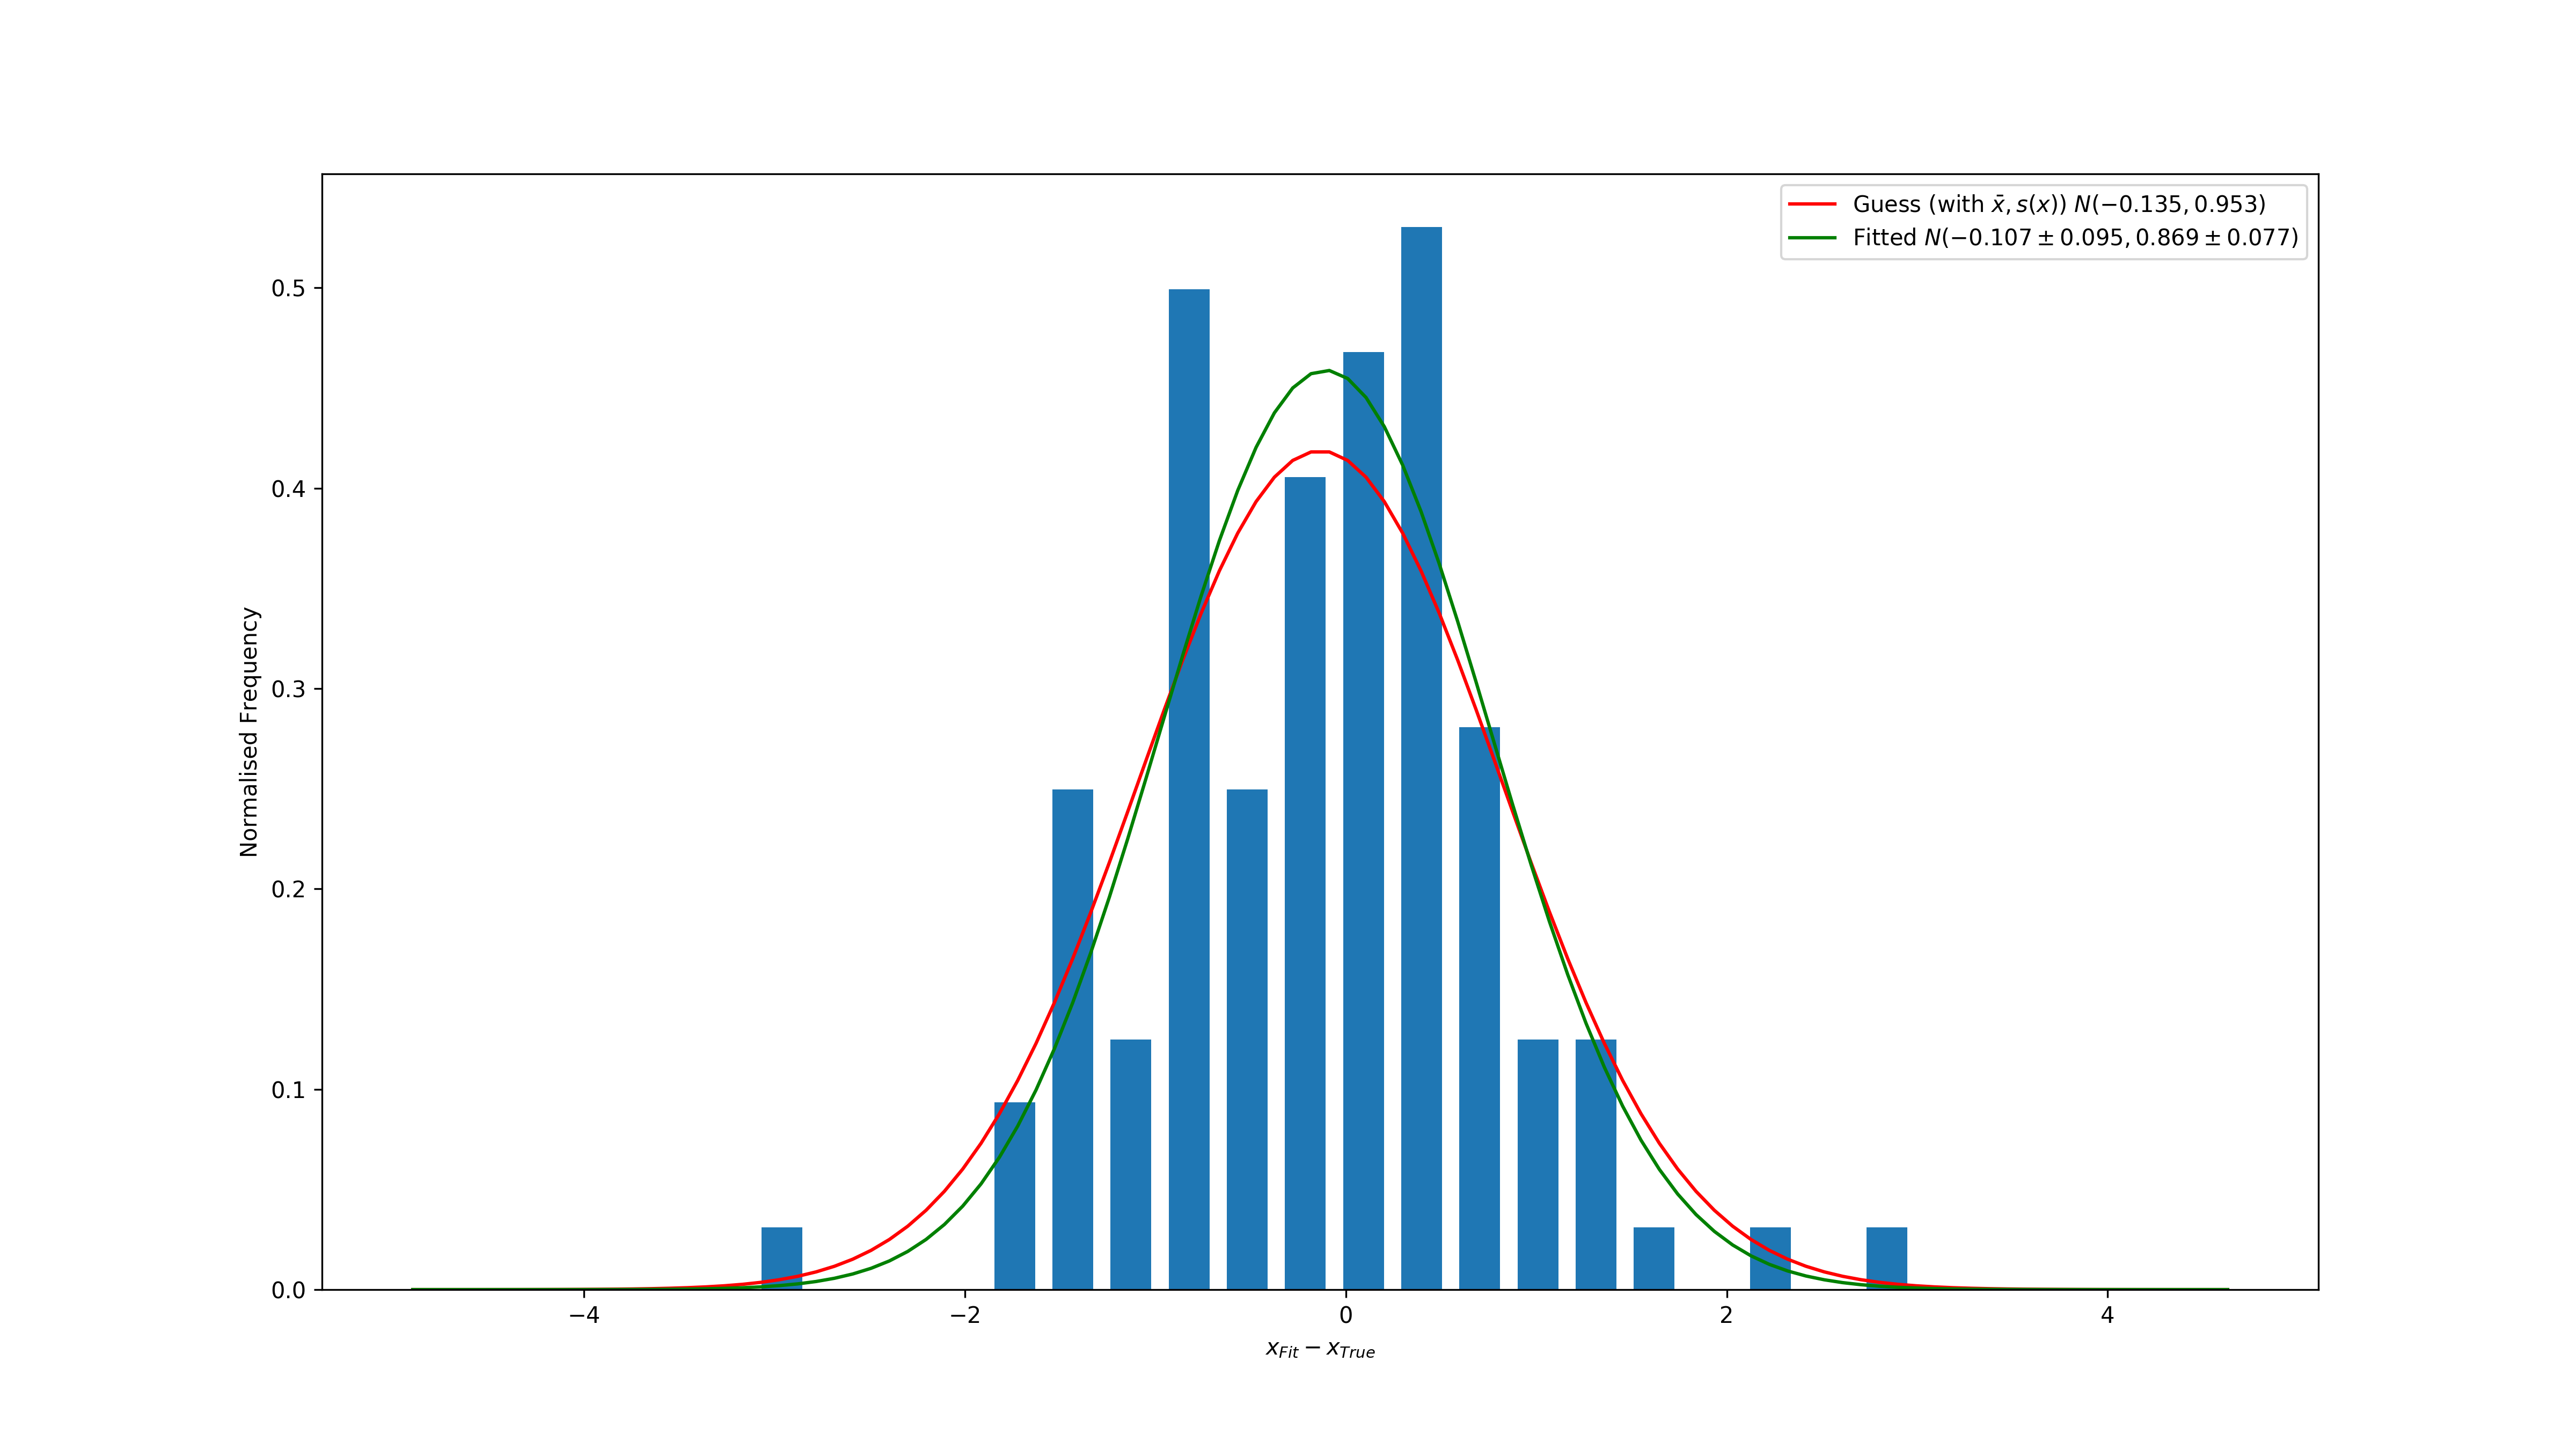 Guess (with x̄, s(x)) N(−0.135, 0.953)
Fitted N(−0.107 ± 0.095, 0.869 ± 0.077)
Normalised Frequency
0.5
0.4
0.3
0.2
0.1
0.0
−4 −2 0 2 4
x_Fit − x_True